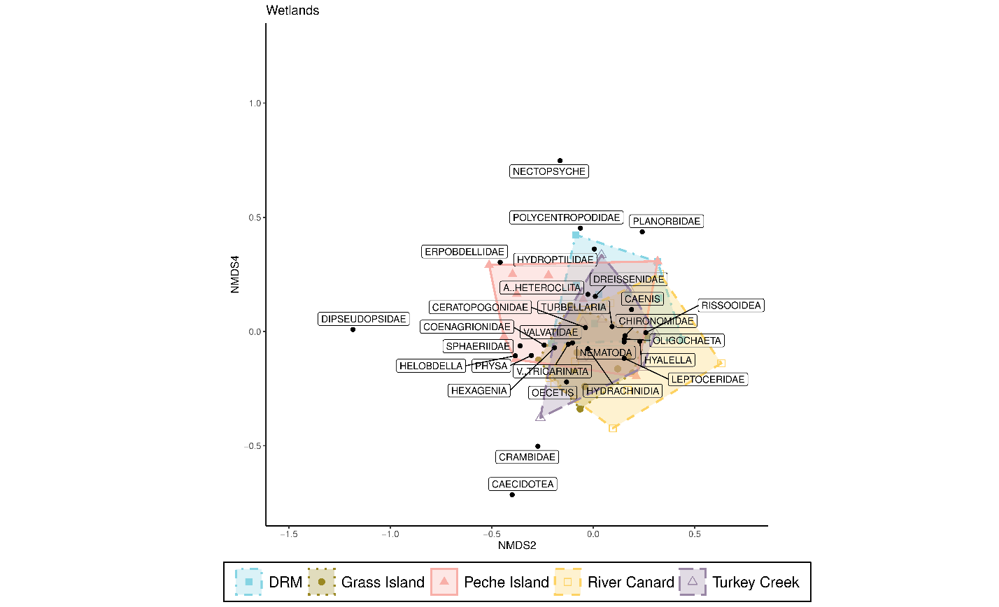 Wetlands
1.0
NECTOPSYCHE
0.5
POLYCENTROPODIDAE
PLANORBIDAE
ERPOBDELLIDAE
HYDROPTILIDAE
NMDS4
DREISSENIDAE
A..HETEROCLITA
CAENIS
CERATOPOGONIDAE
TURBELLARIA
RISSOOIDEA
DIPSEUDOPSIDAE
CHIRONOMIDAE
COENAGRIONIDAE
0.0
VALVATIDAE
OLIGOCHAETA
SPHAERIIDAE
NEMATODA
HYALELLA
HELOBDELLA
PHYSA
V..TRICARINATA
LEPTOCERIDAE
HEXAGENIA
OECETIS
HYDRACHNIDIA
−0.5
CRAMBIDAE
CAECIDOTEA
−1.5
−1.0
−0.5
0.0
0.5
NMDS2
DRM
Grass Island
Peche Island
River Canard
Turkey Creek